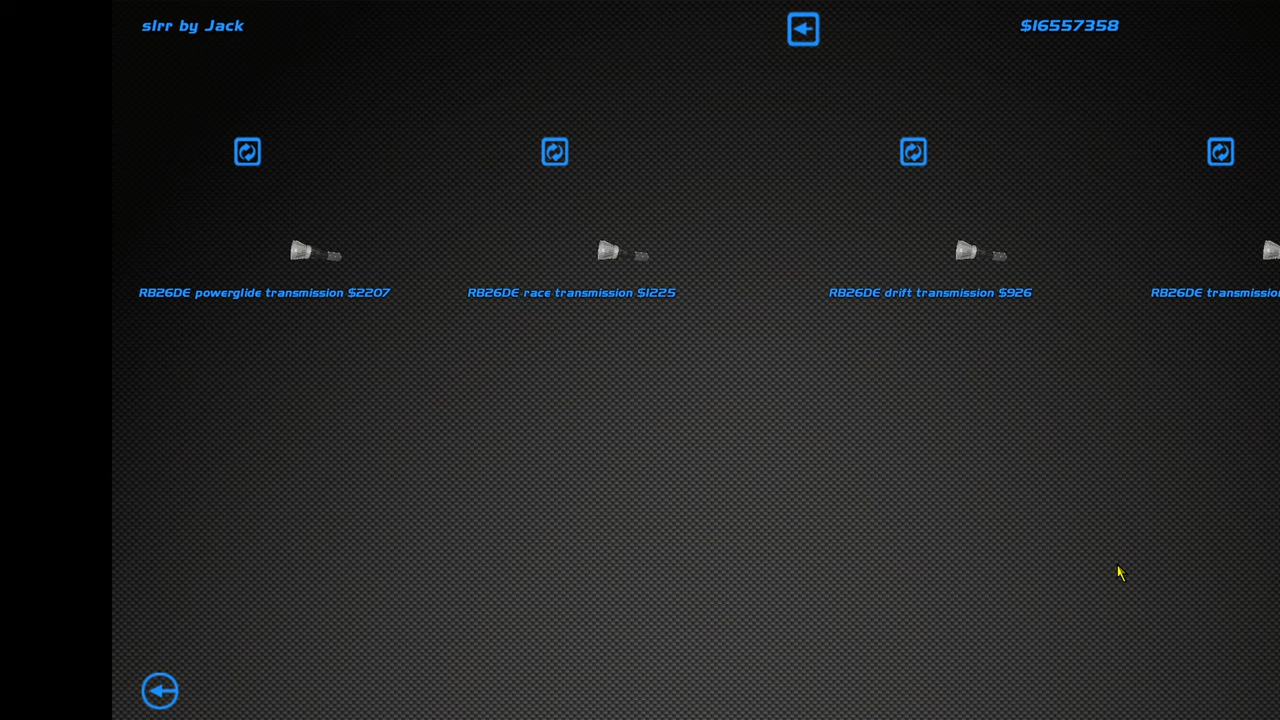 slrr by Jack
$16557358
RB26DE powerglide transmission $2207
RB26DE race transmission $1225
RB26DE drift transmission $926
RB26DE transmission